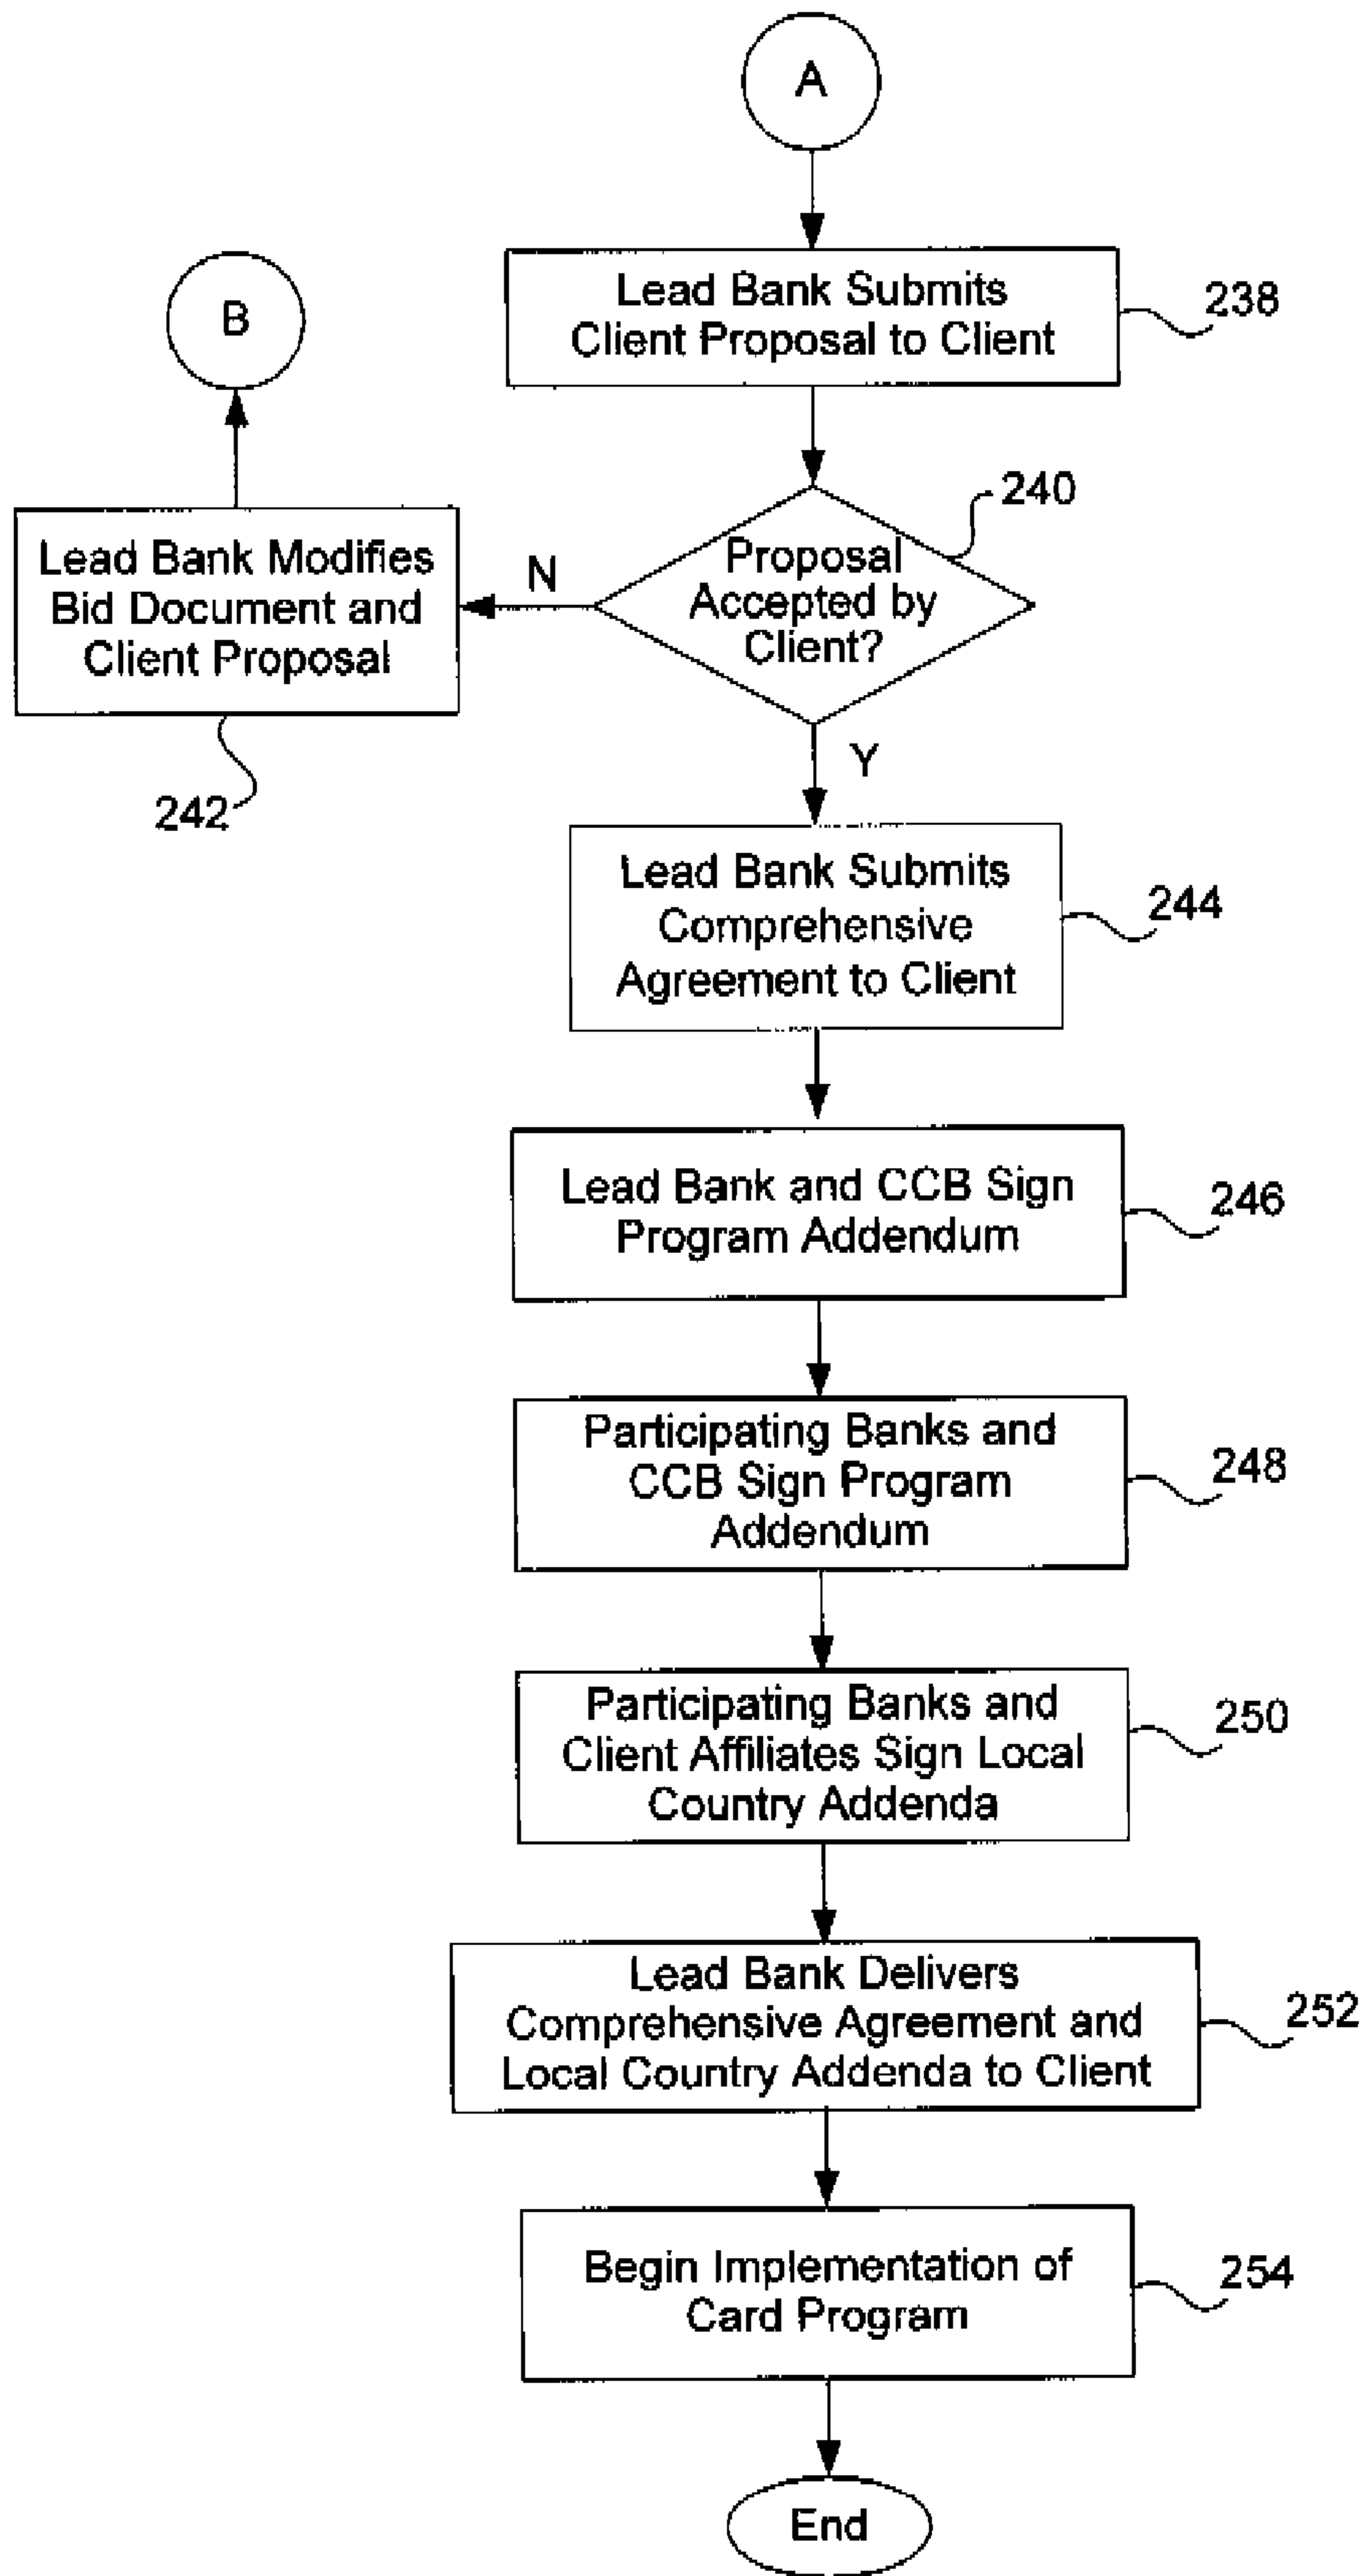 A
Lead Bank Submits
Client Proposal to Client
238
B
240
Proposal
Accepted by
Client?
N
Lead Bank Modifies
Bid Document and
Client Proposal
242
Y
Lead Bank Submits
Comprehensive
Agreement to Client
244
Lead Bank and CCB Sign
Program Addendum
246
Participating Banks and
CCB Sign Program
Addendum
248
Participating Banks and
Client Affiliates Sign Local
Country Addenda
250
Lead Bank Delivers
Comprehensive Agreement and
Local Country Addenda to Client
252
Begin Implementation of
Card Program
254
End